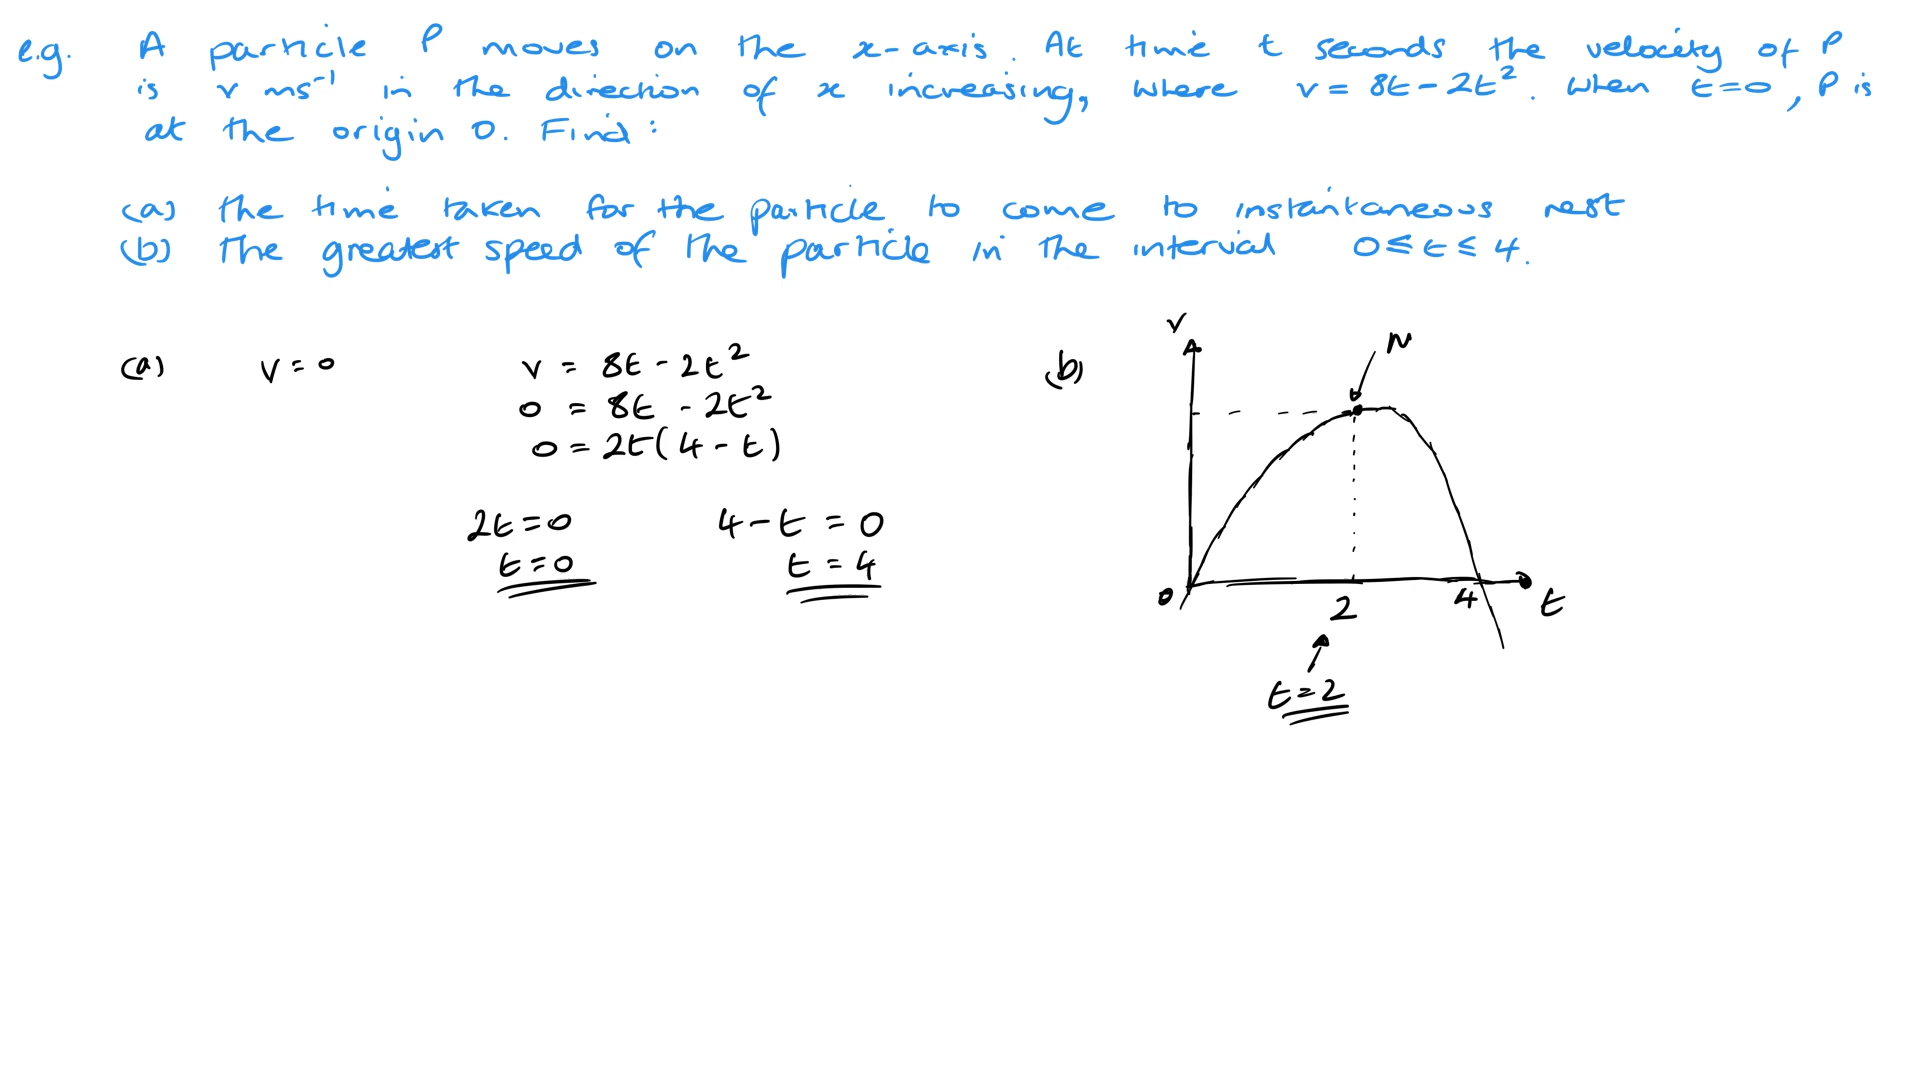 e.g. A particle P moves on the x-axis. At time t seconds the velocity of P
is v ms⁻¹ in the direction of x increasing, where v = 8t - 2t². When t=0, P is
at the origin O. Find:
(a) the time taken for the particle to come to instantaneous rest
(b) the greatest speed of the particle in the interval 0≤t≤4.
(a) v = 0 v = 8t - 2t²
0 = 8t - 2t²
0 = 2t(4 - t)
2t=0 4-t = 0
t=0 t = 4
(b) v
M
0 2 4 t
t=2